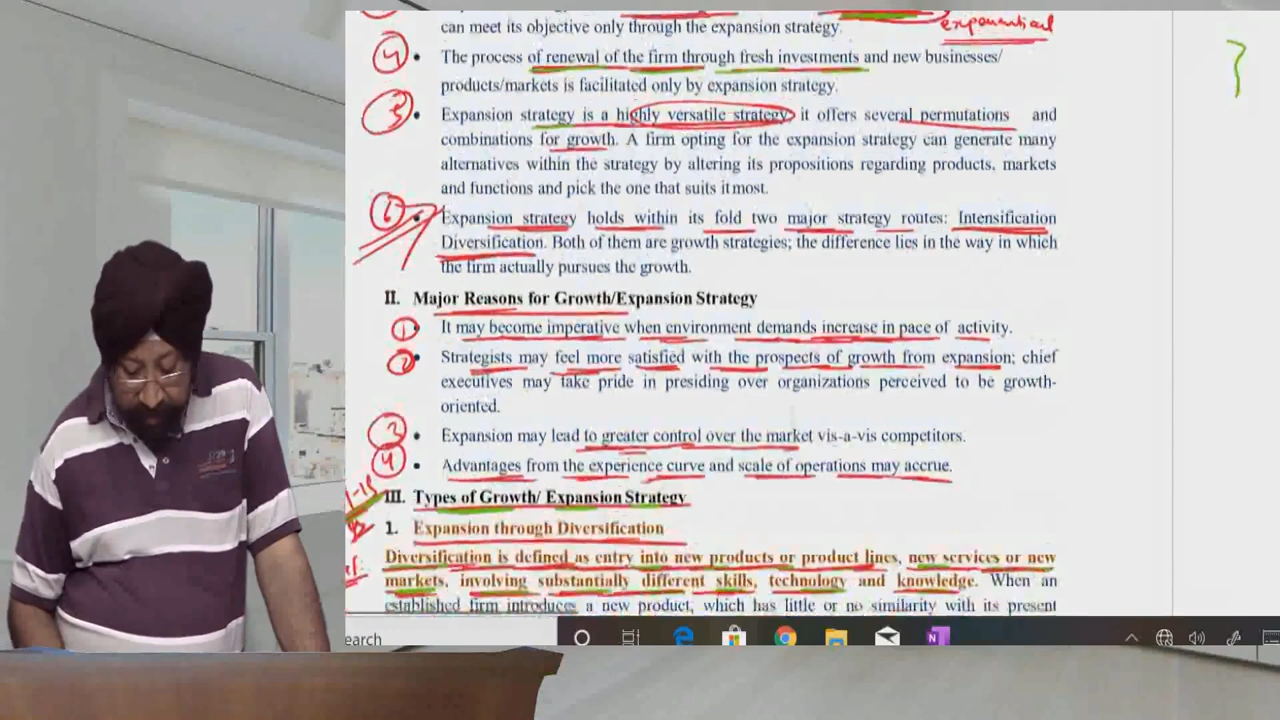 can meet its objective only through the expansion strategy.
exponential
4 • The process of renewal of the firm through fresh investments and new businesses/
products/markets is facilitated only by expansion strategy.
5 • Expansion strategy is a highly versatile strategy; it offers several permutations and
combinations for growth. A firm opting for the expansion strategy can generate many
alternatives within the strategy by altering its propositions regarding products, markets
and functions and pick the one that suits it most.
6 • Expansion strategy holds within its fold two major strategy routes: Intensification
Diversification. Both of them are growth strategies; the difference lies in the way in which
the firm actually pursues the growth.
II. Major Reasons for Growth/Expansion Strategy
1 • It may become imperative when environment demands increase in pace of activity.
2 • Strategists may feel more satisfied with the prospects of growth from expansion; chief
executives may take pride in presiding over organizations perceived to be growth-
oriented.
3 • Expansion may lead to greater control over the market vis-a-vis competitors.
4 • Advantages from the experience curve and scale of operations may accrue.
III. Types of Growth/ Expansion Strategy
1. Expansion through Diversification
Diversification is defined as entry into new products or product lines, new services or new
markets, involving substantially different skills, technology and knowledge. When an
established firm introduces a new product, which has little or no similarity with its present
earch